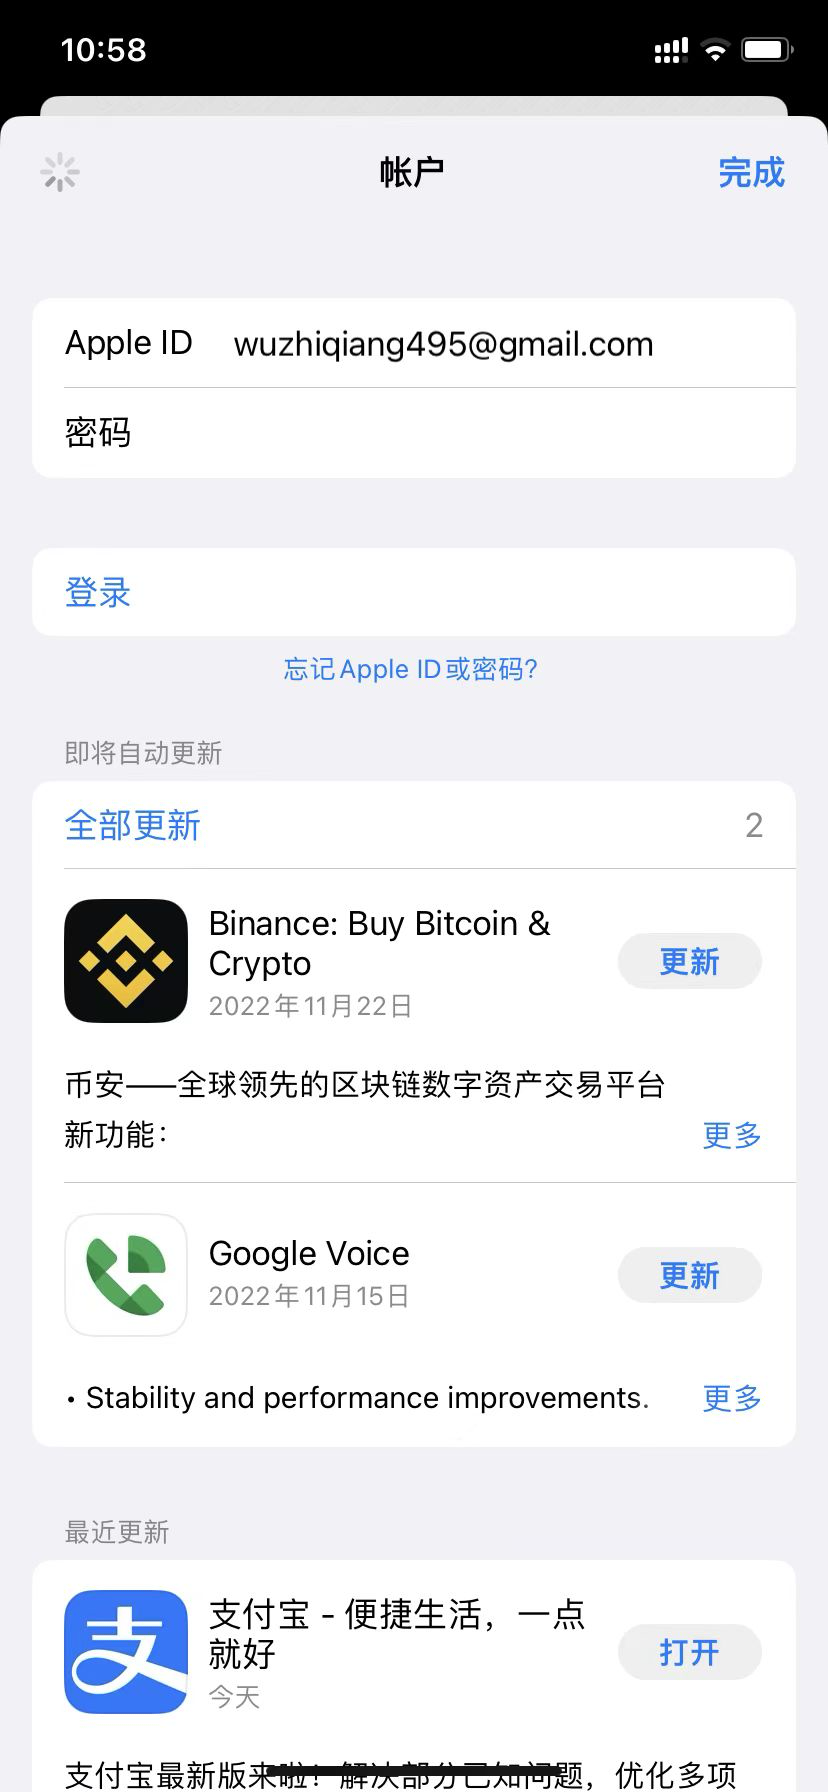 10:58
帐户
完成
Apple ID wuzhiqiang495@gmail.com
密码
登录
忘记Apple ID或密码?
即将自动更新
全部更新 2
Binance: Buy Bitcoin &
Crypto
2022年11月22日
更新
币安——全球领先的区块链数字资产交易平台
新功能：
更多
Google Voice
2022年11月15日
更新
• Stability and performance improvements.
更多
最近更新
支付宝 - 便捷生活，一点
就好
今天
打开
支付宝最新版来啦！解决部分已知问题，优化多项